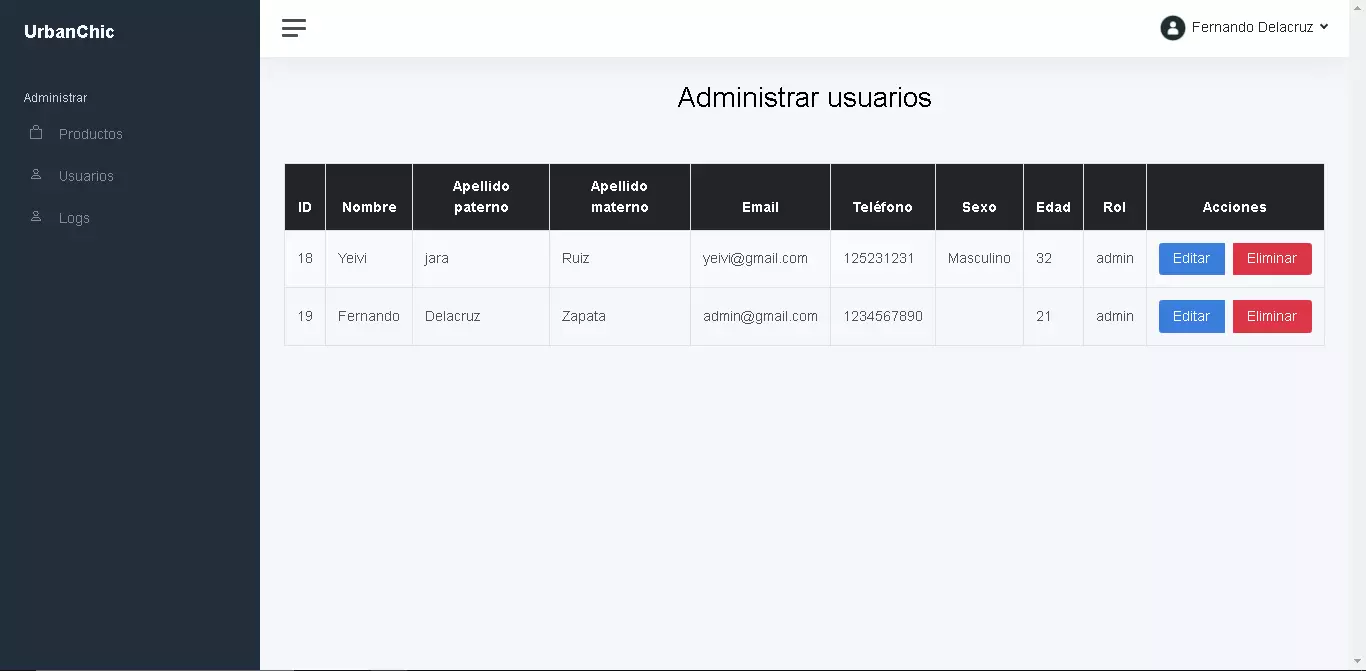 UrbanChic
Fernando Delacruz
Administrar
Productos
Usuarios
Logs
Administrar usuarios
ID Nombre Apellido paterno Apellido materno Email Teléfono Sexo Edad Rol Acciones
18 Yeivi jara Ruiz yeivi@gmail.com 125231231 Masculino 32 admin Editar Eliminar
19 Fernando Delacruz Zapata admin@gmail.com 1234567890 21 admin Editar Eliminar